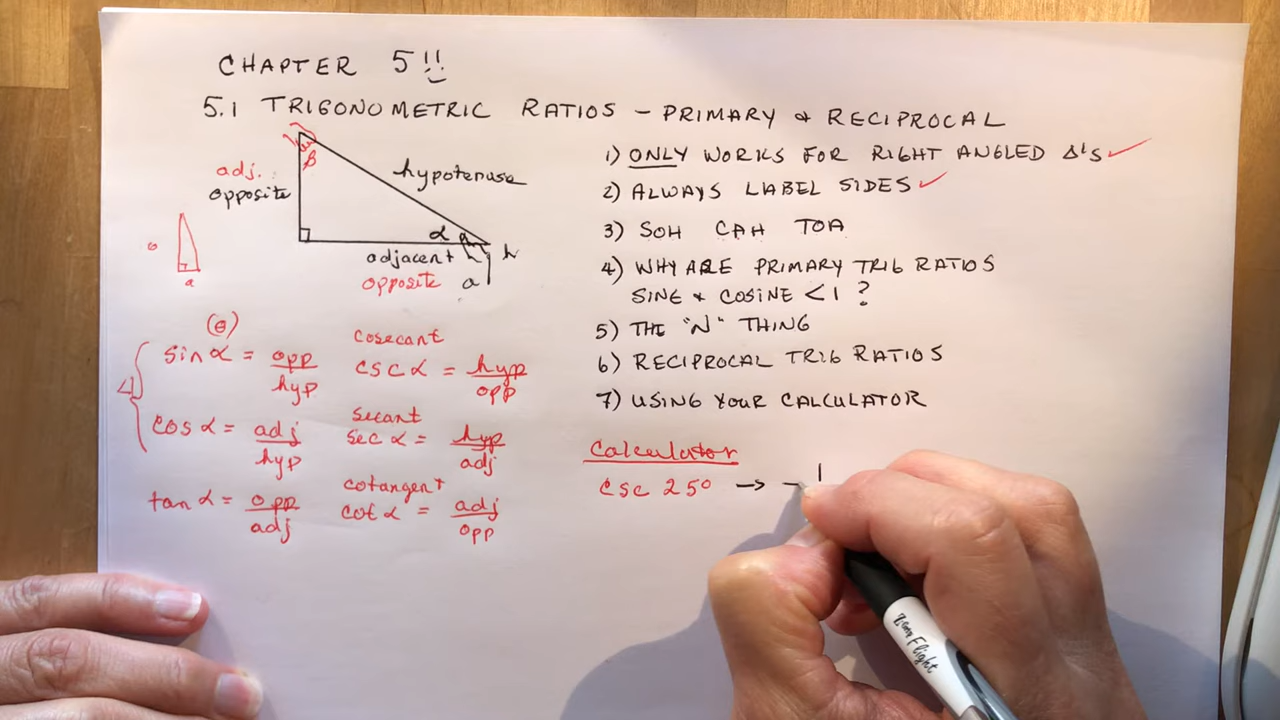 CHAPTER 5!!
5.1 TRIGONOMETRIC RATIOS – PRIMARY & RECIPROCAL
β
adj.
opposite
hypotenuse
α
adjacent
opposite
h
a
o
a
1) ONLY WORKS FOR RIGHT ANGLED Δ's ✓
2) ALWAYS LABEL SIDES ✓
3) SOH CAH TOA
4) WHY ARE PRIMARY TRIG RATIOS
SINE & COSINE < 1 ?
5) THE "N" THING
6) RECIPROCAL TRIG RATIOS
7) USING YOUR CALCULATOR
(θ)
sin α = opp/hyp
cosecant
csc α = hyp/opp
cos α = adj/hyp
secant
sec α = hyp/adj
tan α = opp/adj
cotangent
cot α = adj/opp
Calculator
csc 25° → 1
Zany Flight